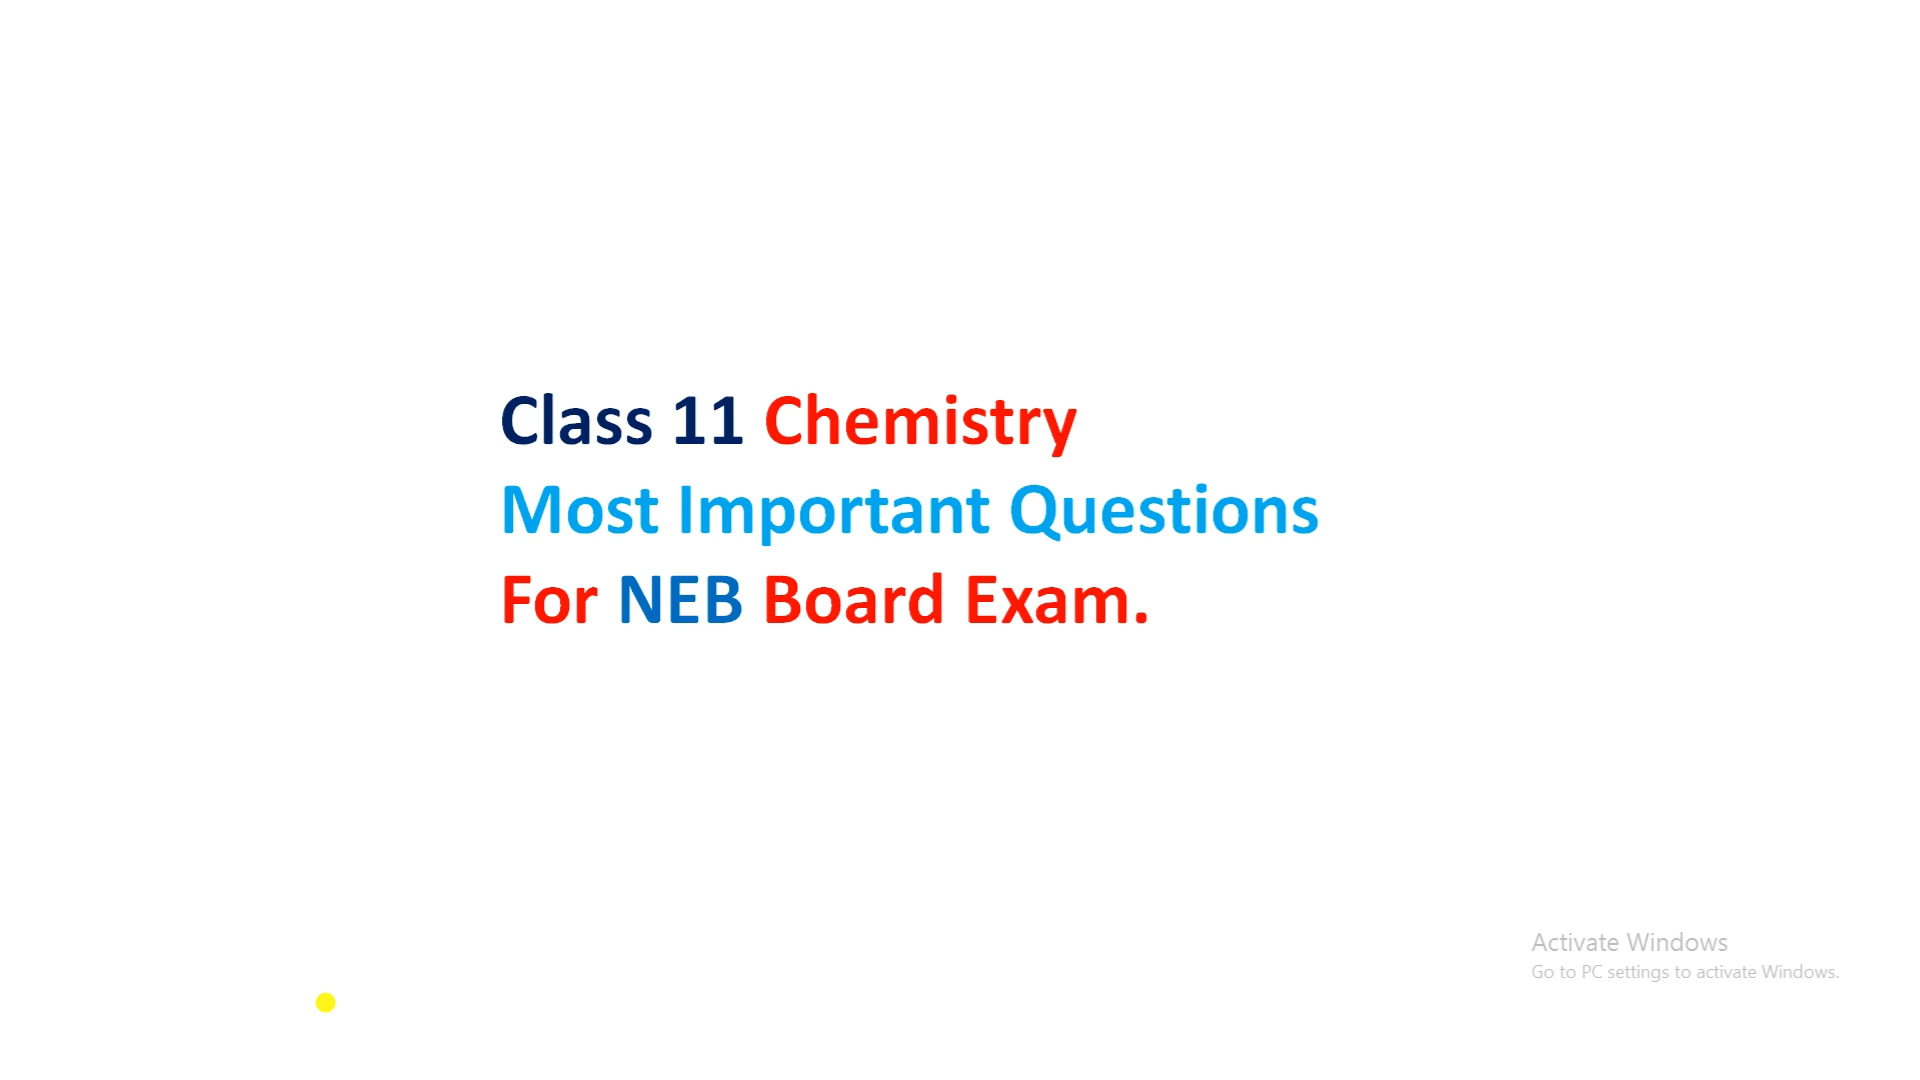 Class 11 Chemistry
Most Important Questions
For NEB Board Exam.
Activate Windows
Go to PC settings to activate Windows.